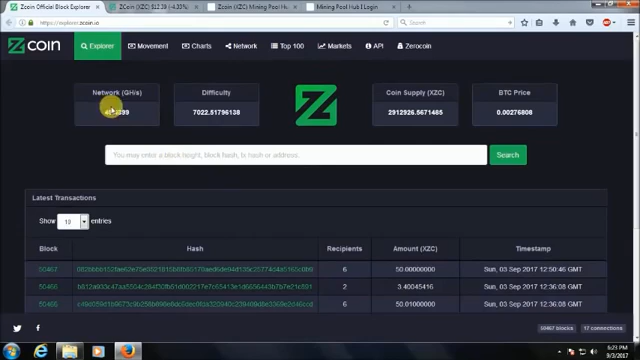 Zcoin Official Block Explorer
Zcoin (XZC) $12.39 (-4.33%)
Zcoin (XZC) Mining Pool Hub
Mining Pool Hub | Login
https://explorer.zcoin.io
Search
Zcoin
Explorer
Movement
Charts
Network
Top 100
Markets
API
Zerocoin
Network (GH/s)
Difficulty
Coin Supply (XZC)
BTC Price
7022.51796138
2912926.5671485
0.00276808
You may enter a block height, block hash, tx hash or address.
Search
Latest Transactions
Show 10 entries
Block Hash Recipients Amount (XZC) Timestamp
50467 6 50.00000000 Sun, 03 Sep 2017 12:50:46 GMT
50466 2 3.40045416 Sun, 03 Sep 2017 12:36:08 GMT
50465 6 50.01000000 Sun, 03 Sep 2017 12:36:08 GMT
50467 blocks
17 connections
6:23 PM
9/3/2017